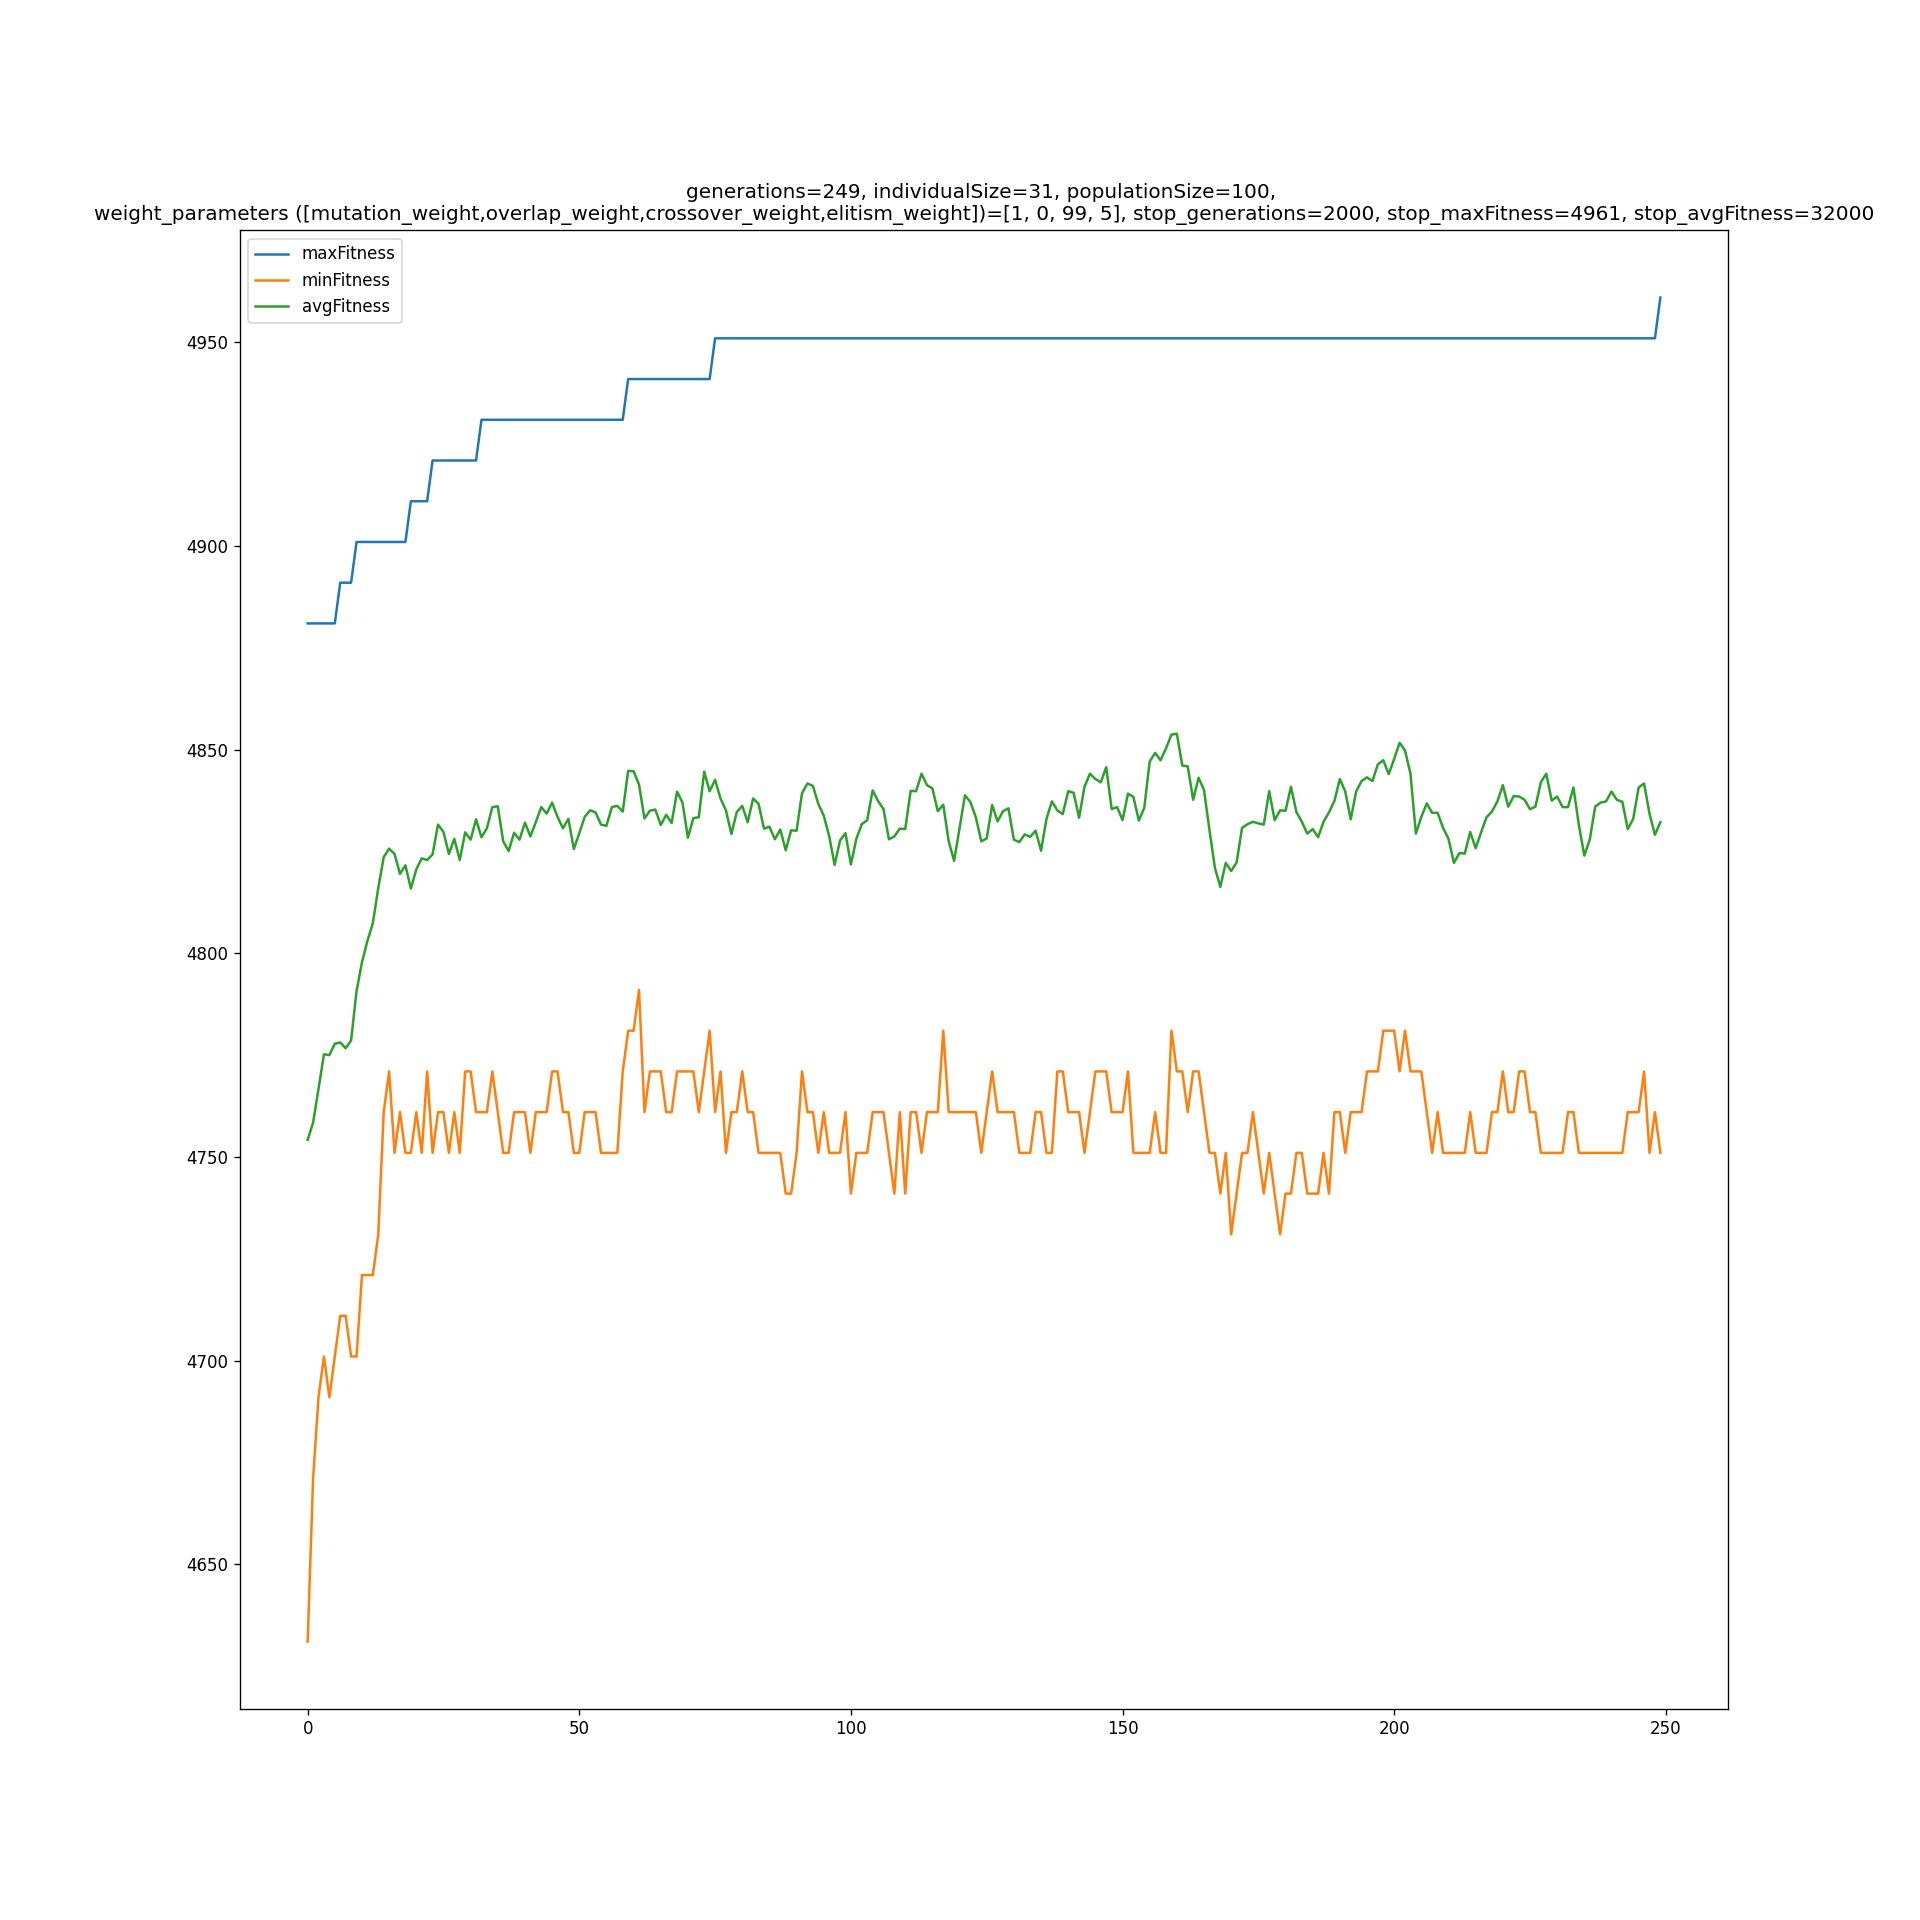 generations=249, individualSize=31, populationSize=100,
weight_parameters ([mutation_weight,overlap_weight,crossover_weight,elitism_weight])=[1, 0, 99, 5], stop_generations=2000, stop_maxFitness=4961, stop_avgFitness=32000
maxFitness
minFitness
avgFitness
4950
4900
4850
4800
4750
4700
4650
0 50 100 150 200 250